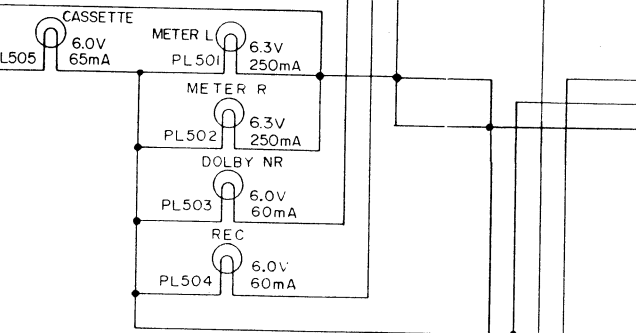 CASSETTE
6.0V
L505 65mA
METER L
6.3V
PL501 250mA
METER R
6.3V
PL502 250mA
DOLBY NR
6.0V
PL503 60mA
REC
6.0V
PL504 60mA